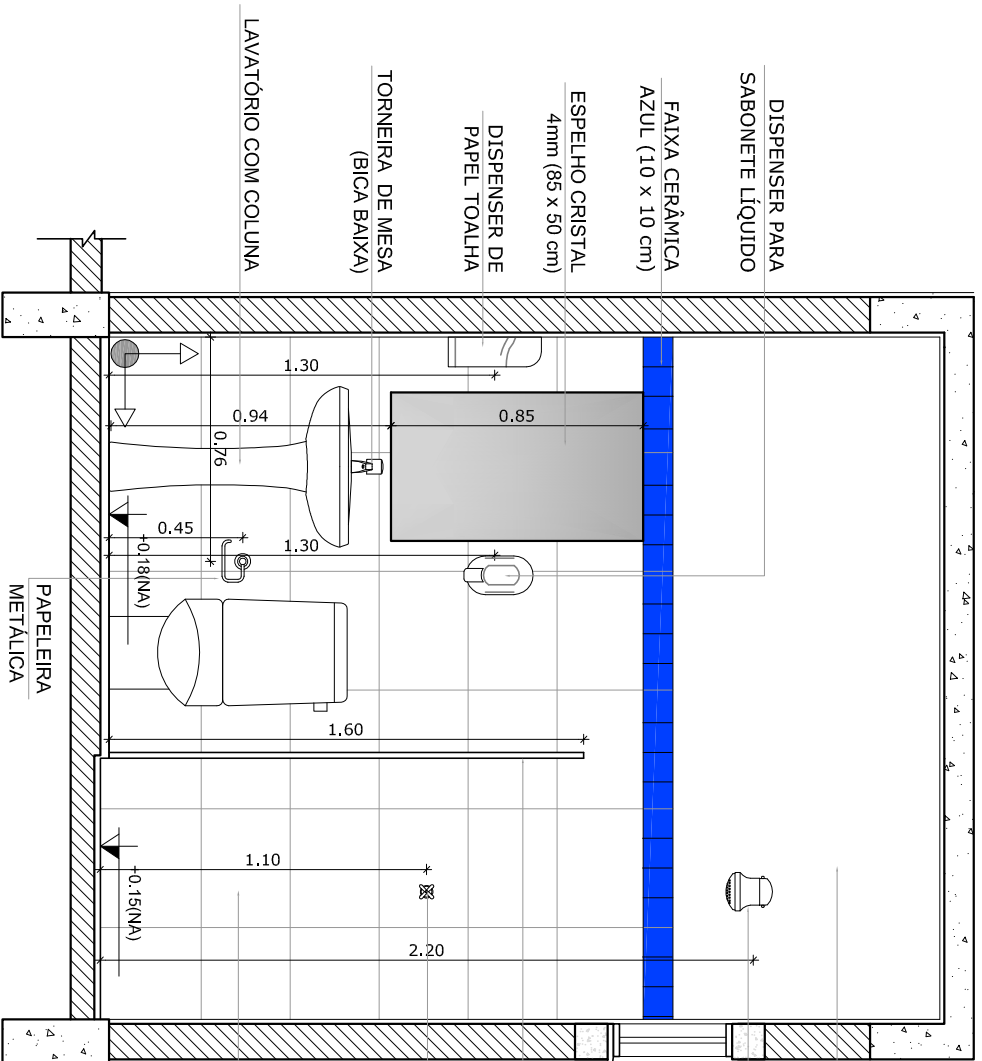 DISPENSER PARA
SABONETE LÍQUIDO
FAIXA CERÂMICA
AZUL (10 x 10 cm)
ESPELHO CRISTAL
4mm (85 x 50 cm)
DISPENSER DE
PAPEL TOALHA
TORNEIRA DE MESA
(BICA BAIXA)
LAVATÓRIO COM COLUNA
1.30
0.94
0.85
0.76
0.45
1.30
+0.18(NA)
PAPELEIRA
METÁLICA
1.60
1.10
+0.15(NA)
2.20